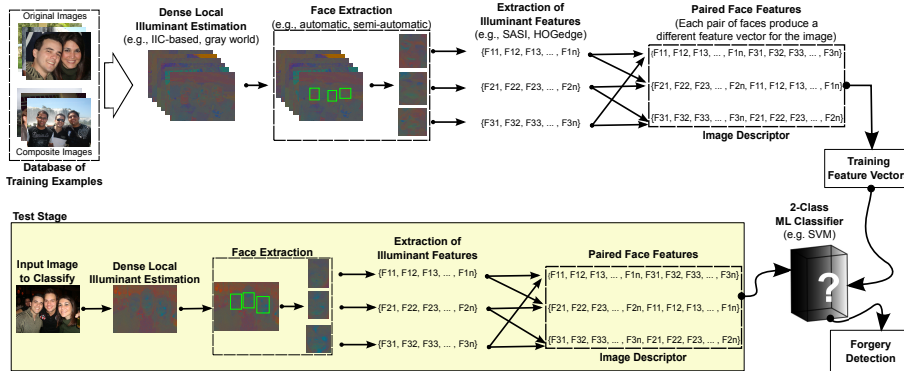 Original Images
Composite Images
Database of
Training Examples
Dense Local
Illuminant Estimation
(e.g., IIC-based, gray world)
Face Extraction
(e.g., automatic, semi-automatic)
Extraction of
Illuminant Features
(e.g., SASI, HOGedge)
{F11, F12, F13, ... , F1n}
{F21, F22, F23, ... , F2n}
{F31, F32, F33, ... , F3n}
Paired Face Features
(Each pair of faces produce a
different feature vector for the image)
{F11, F12, F13, ... , F1n, F31, F32, F33, ... , F3n}
{F21, F22, F23, ... , F2n, F11, F12, F13, ... , F1n}
{F31, F32, F33, ... , F3n, F21, F22, F23, ... , F2n}
Image Descriptor
Training
Feature Vector
2-Class
ML Classifier
(e.g. SVM)
?
Forgery
Detection
Test Stage
Input Image
to Classify
Dense Local
Illuminant Estimation
Face Extraction
Extraction of
Illuminant Features
{F11, F12, F13, ... , F1n}
{F21, F22, F23, ... , F2n}
{F31, F32, F33, ... , F3n}
Paired Face Features
{F11, F12, F13, ... , F1n, F31, F32, F33, ... , F3n}
{F21, F22, F23, ... , F2n, F11, F12, F13, ... , F1n}
{F31, F32, F33, ... , F3n, F21, F22, F23, ... , F2n}
Image Descriptor